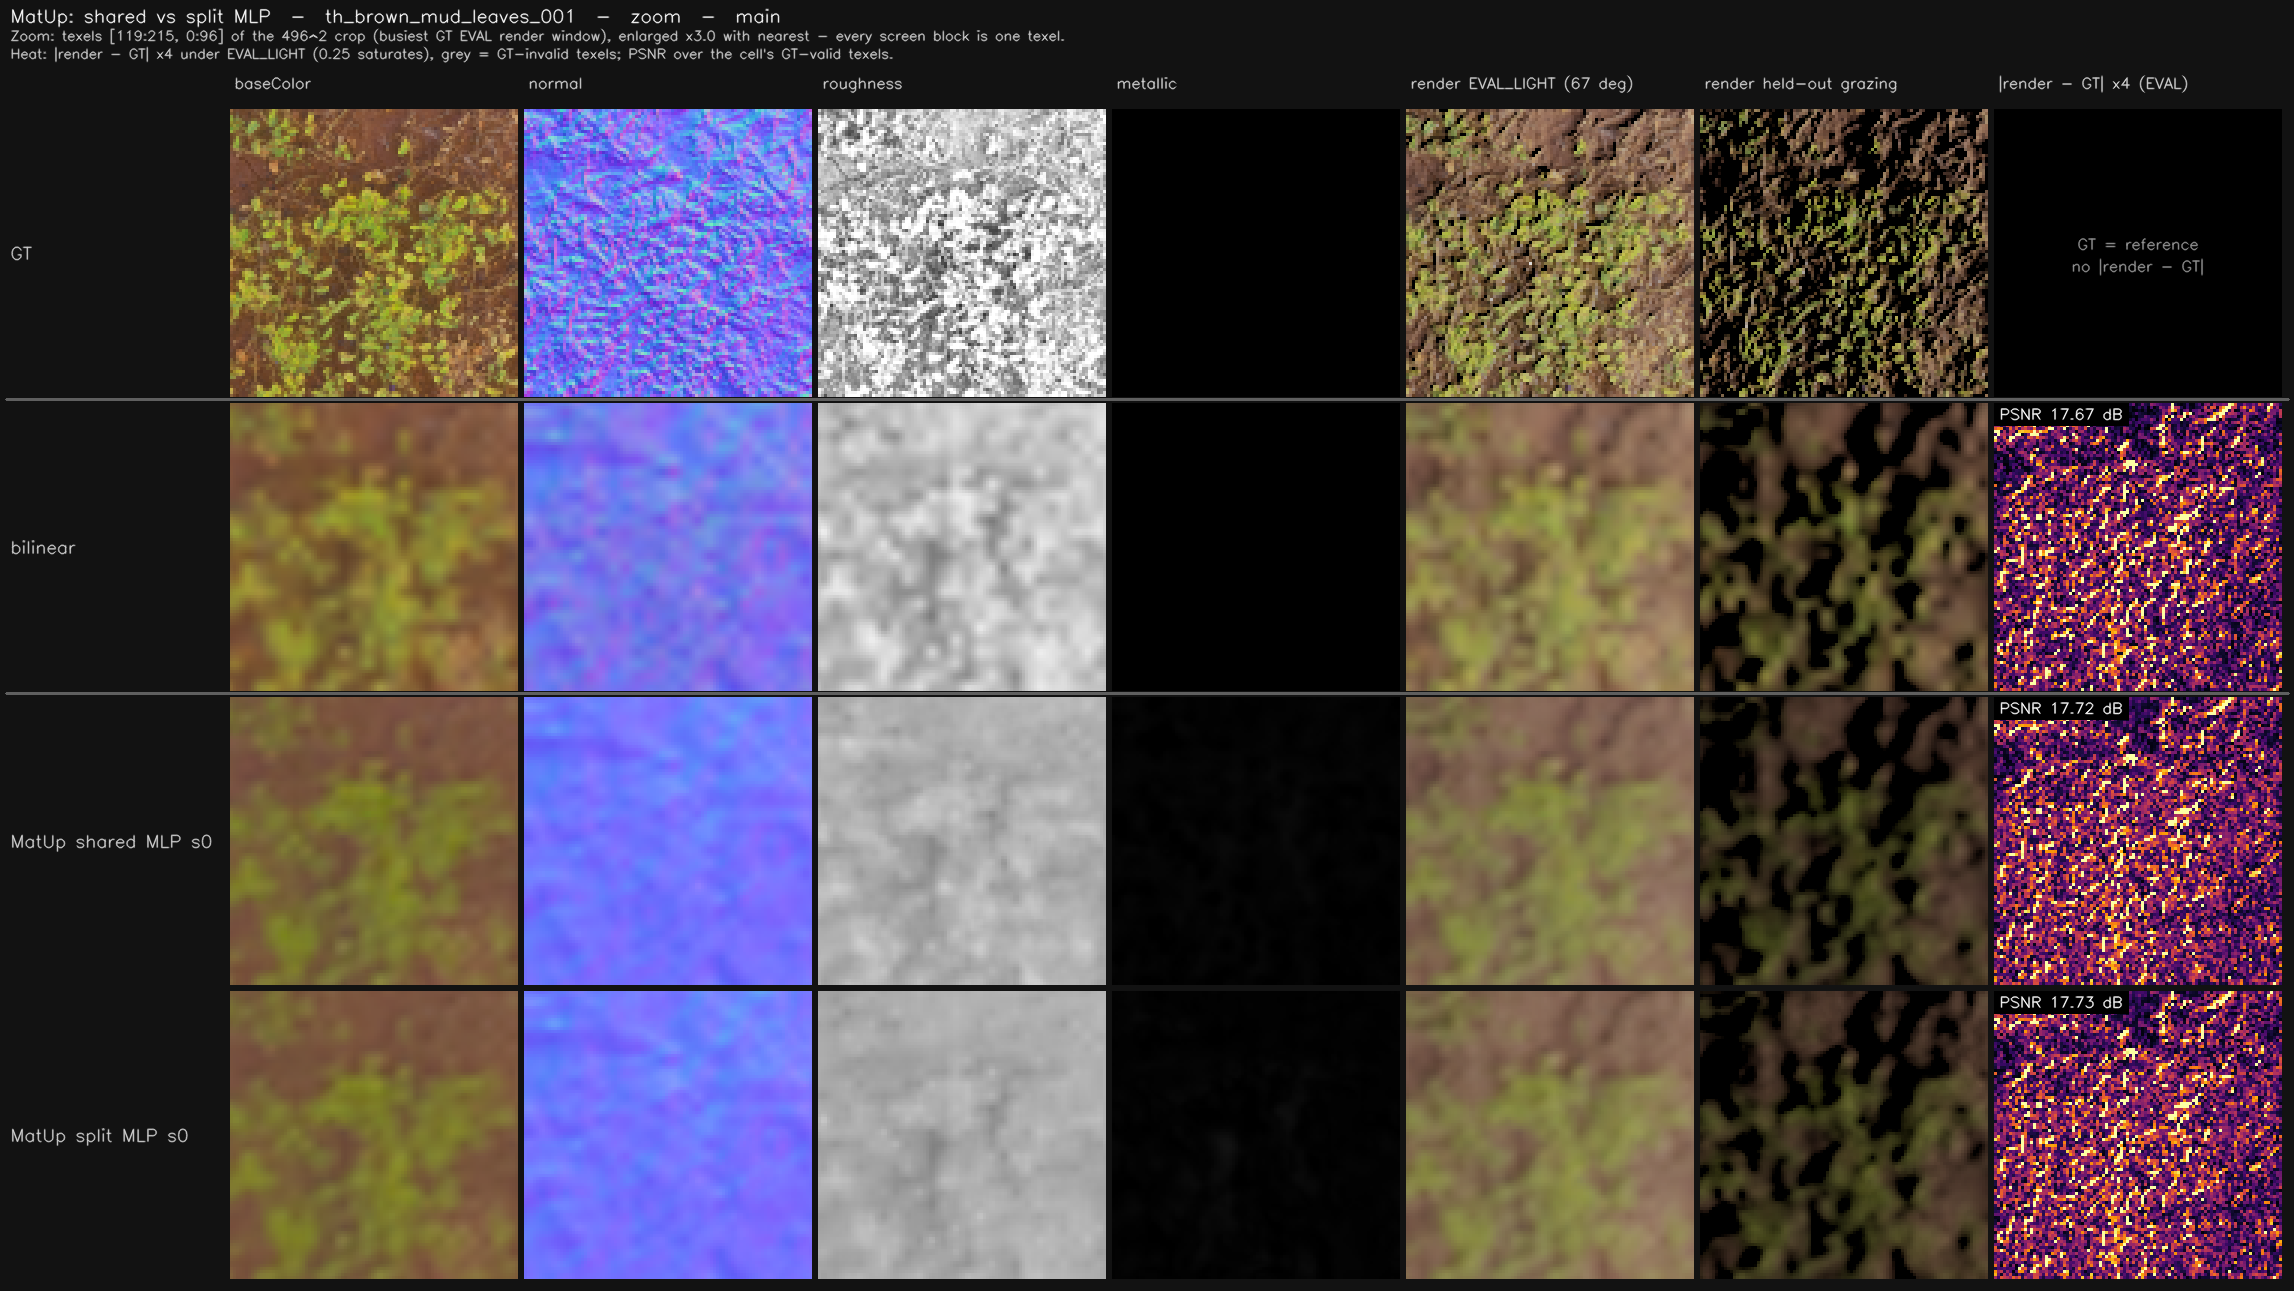 MatUp: shared vs split MLP — th_brown_mud_leaves_001 — zoom — main
Zoom: texels [119:215, 0:96] of the 496^2 crop (busiest GT EVAL render window), enlarged x3.0 with nearest — every screen block is one texel.
Heat: |render — GT| x4 under EVAL_LIGHT (0.25 saturates), grey = GT-invalid texels; PSNR over the cell's GT-valid texels.
baseColor normal roughness metallic render EVAL_LIGHT (67 deg) render held-out grazing |render — GT| x4 (EVAL)
GT
GT = reference
no |render — GT|
PSNR 17.67 dB
bilinear
PSNR 17.72 dB
MatUp shared MLP s0
PSNR 17.73 dB
MatUp split MLP s0